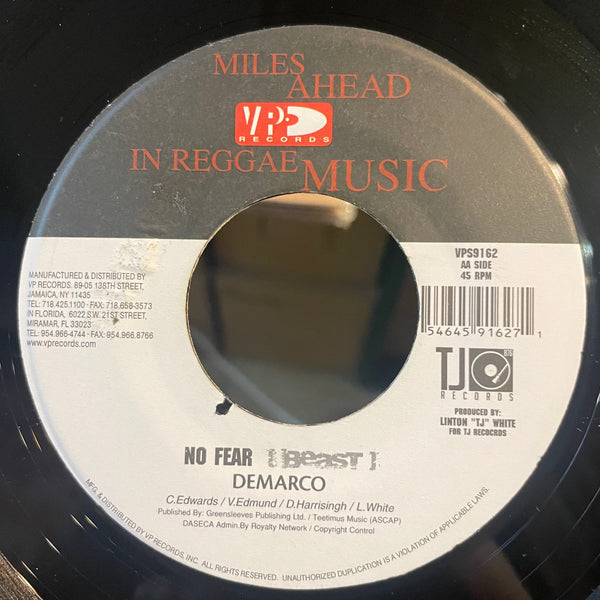 MILES
AHEAD
VP
RECORDS
IN REGGAE MUSIC
VPS9162
AA SIDE
45 RPM
MANUFACTURED & DISTRIBUTED BY
VP RECORDS. 89-05 138TH STREET,
JAMAICA, NY 11435
TEL: 718.425.1100 · FAX: 718-658-3573
IN FLORIDA, 6022 S.W. 21ST STREET,
MIRAMAR, FL 33023
TEL: 954.966-4744 · FAX: 954.966.8766
www.vprecords.com
54645 91627 1
TJ
RECORDS
PRODUCED BY:
LINTON "TJ" WHITE
FOR TJ RECOCRDS
NO FEAR [BEAST]
DEMARCO
C.Edwards / V.Edmund / D.Harrisingh / L.White
Published By: Greensleeves Publishing Ltd. / Teetimus Music (ASCAP)
DASECA Admin.By Royalty Network / Copyright Control
MFG. & DISTRIBUTED BY VP RECORDS, INC. ALL RIGHTS RESERVED. UNAUTHORIZED DUPLICATION IS A VIOLATION OF APPLICABLE LAWS.